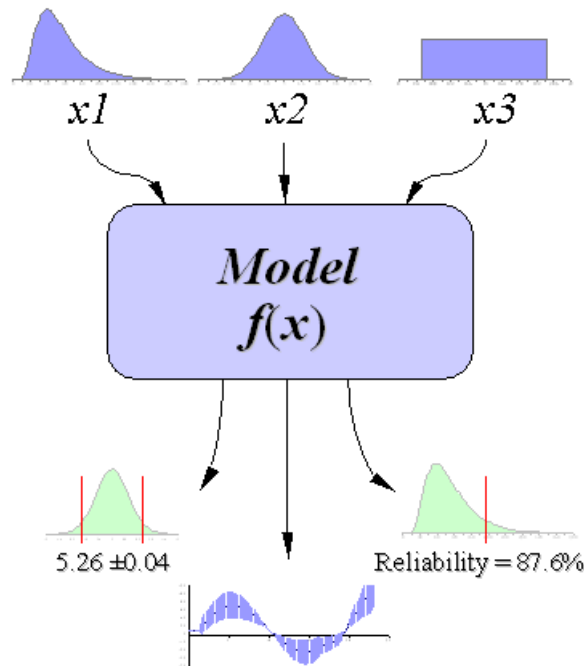 x1 x2 x3
Model
f(x)
5.26 ±0.04 Reliability = 87.6%